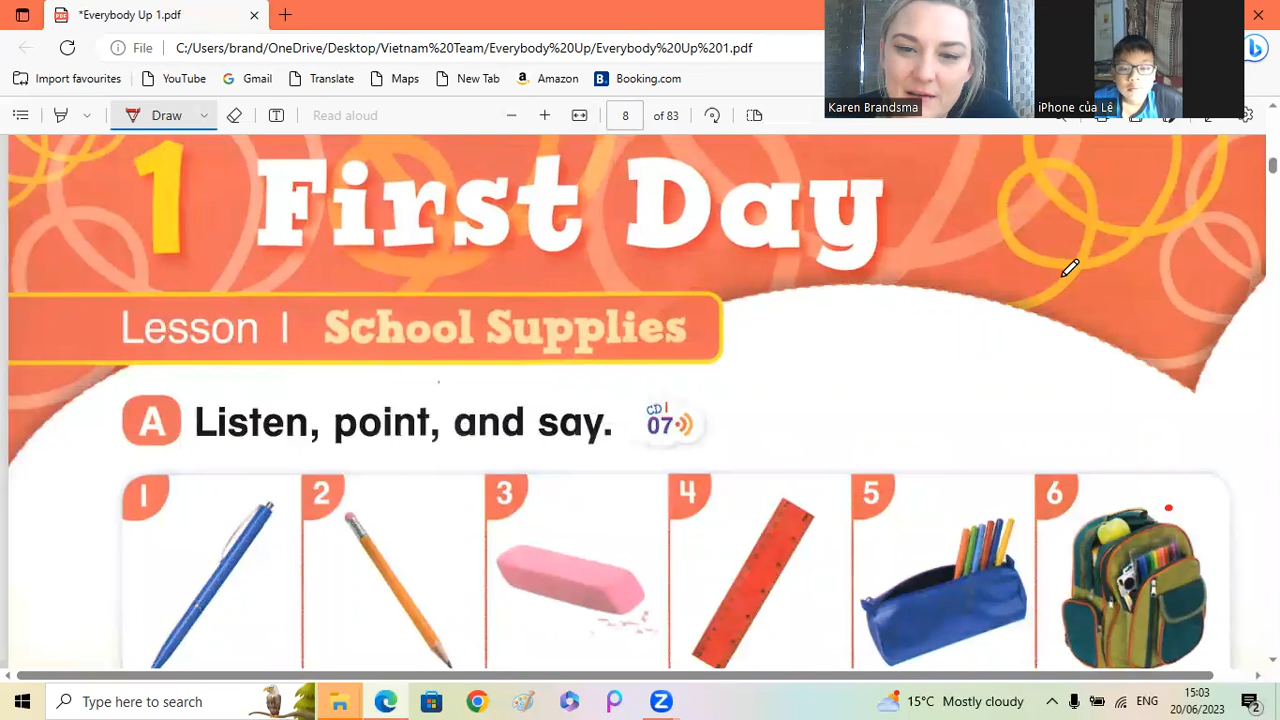 *Everybody Up 1.pdf
File C:/Users/brand/OneDrive/Desktop/Vietnam%20Team/Everybody%20Up/Everybody%20Up%201.pdf
Import favourites YouTube Gmail Translate Maps New Tab Amazon Booking.com
Draw Read aloud 8 of 83
Karen Brandsma iPhone của Lê
1 First Day
Lesson 1 School Supplies
A Listen, point, and say. CD1 07
1 2 3 4 5 6
Type here to search
15°C Mostly cloudy ENG 15:03
20/06/2023 2